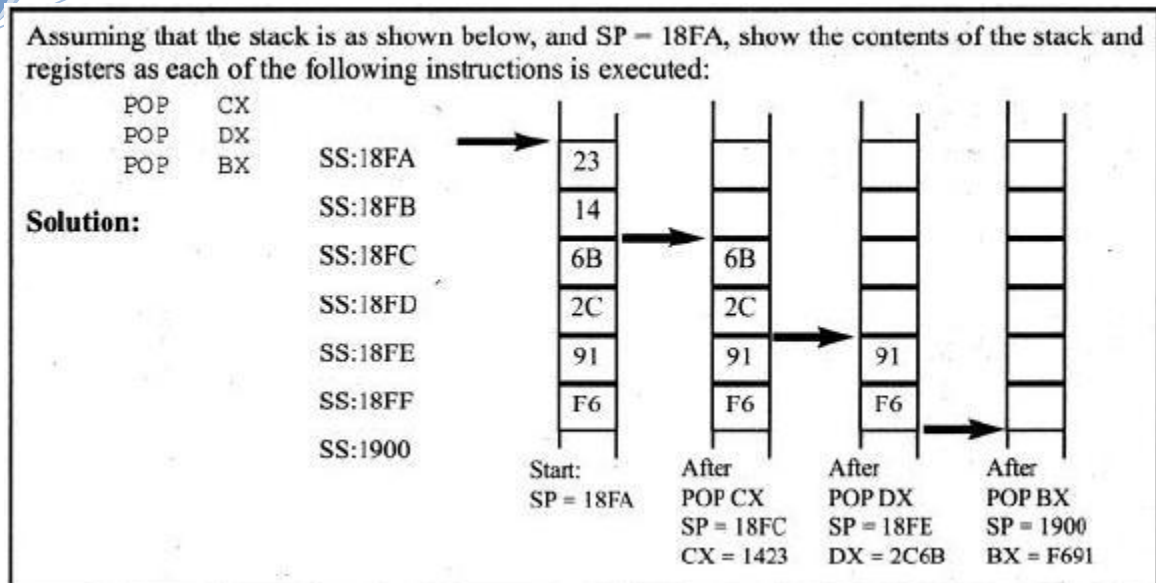 Assuming that the stack is as shown below, and SP = 18FA, show the contents of the stack and
registers as each of the following instructions is executed:
POP CX
POP DX
POP BX
Solution:
SS:18FA 23
SS:18FB 14
SS:18FC 6B 6B
SS:18FD 2C 2C
SS:18FE 91 91 91
SS:18FF F6 F6 F6
SS:1900
Start: After After After
SP = 18FA POP CX POP DX POP BX
SP = 18FC SP = 18FE SP = 1900
CX = 1423 DX = 2C6B BX = F691